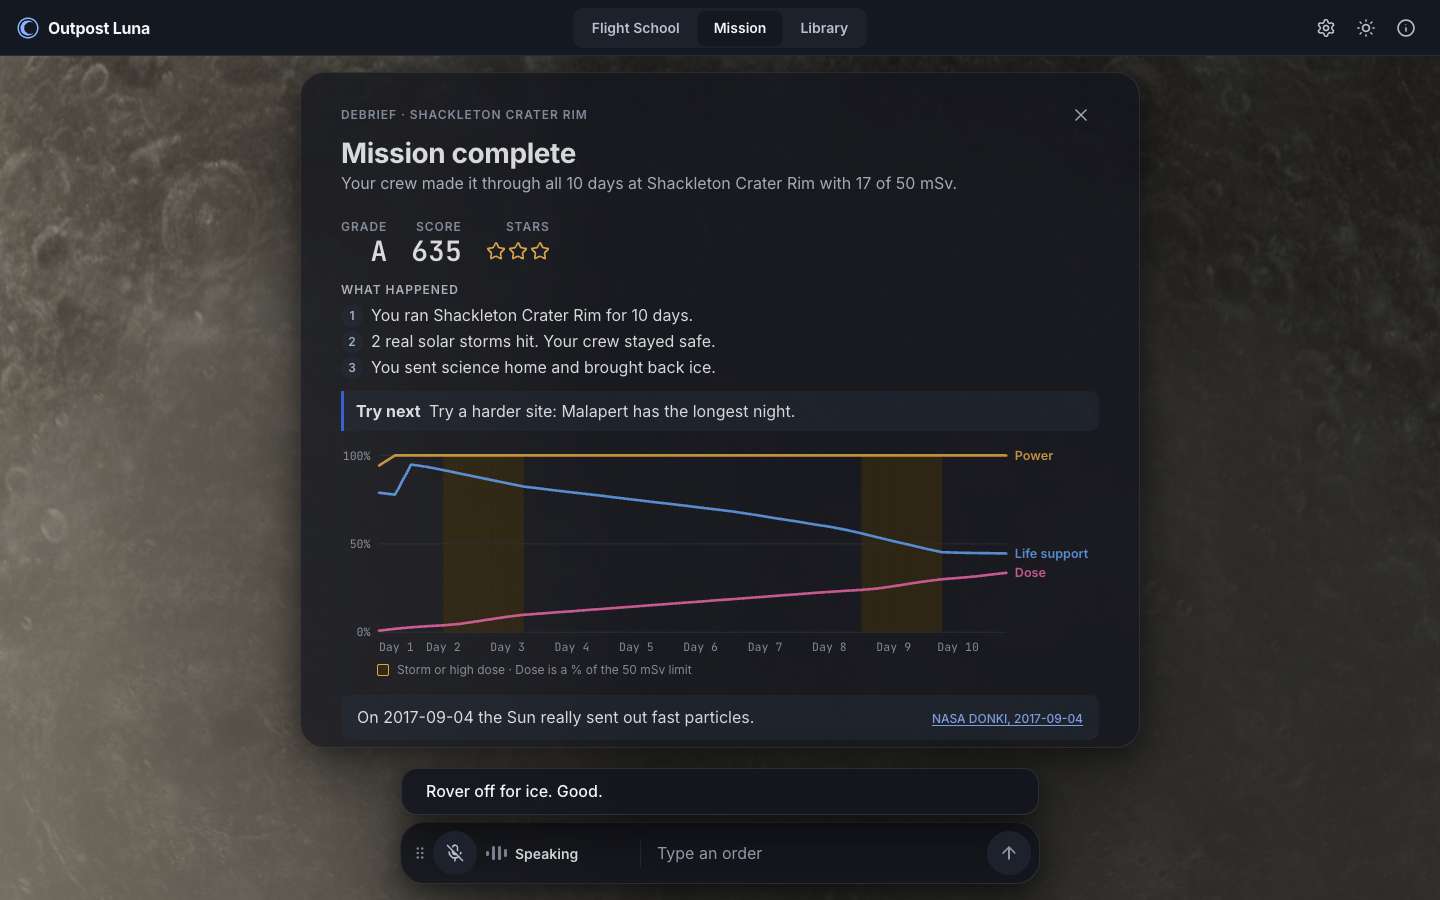 Outpost Luna
Flight School
Mission
Library
DEBRIEF · SHACKLETON CRATER RIM
Mission complete
Your crew made it through all 10 days at Shackleton Crater Rim with 17 of 50 mSv.
GRADE SCORE STARS
A 635
WHAT HAPPENED
1 You ran Shackleton Crater Rim for 10 days.
2 2 real solar storms hit. Your crew stayed safe.
3 You sent science home and brought back ice.
Try next Try a harder site: Malapert has the longest night.
100%
Power
50%
Life support
Dose
0%
Day 1 Day 2 Day 3 Day 4 Day 5 Day 6 Day 7 Day 8 Day 9 Day 10
Storm or high dose · Dose is a % of the 50 mSv limit
On 2017-09-04 the Sun really sent out fast particles. NASA DONKI, 2017-09-04
Rover off for ice. Good.
Speaking
Type an order